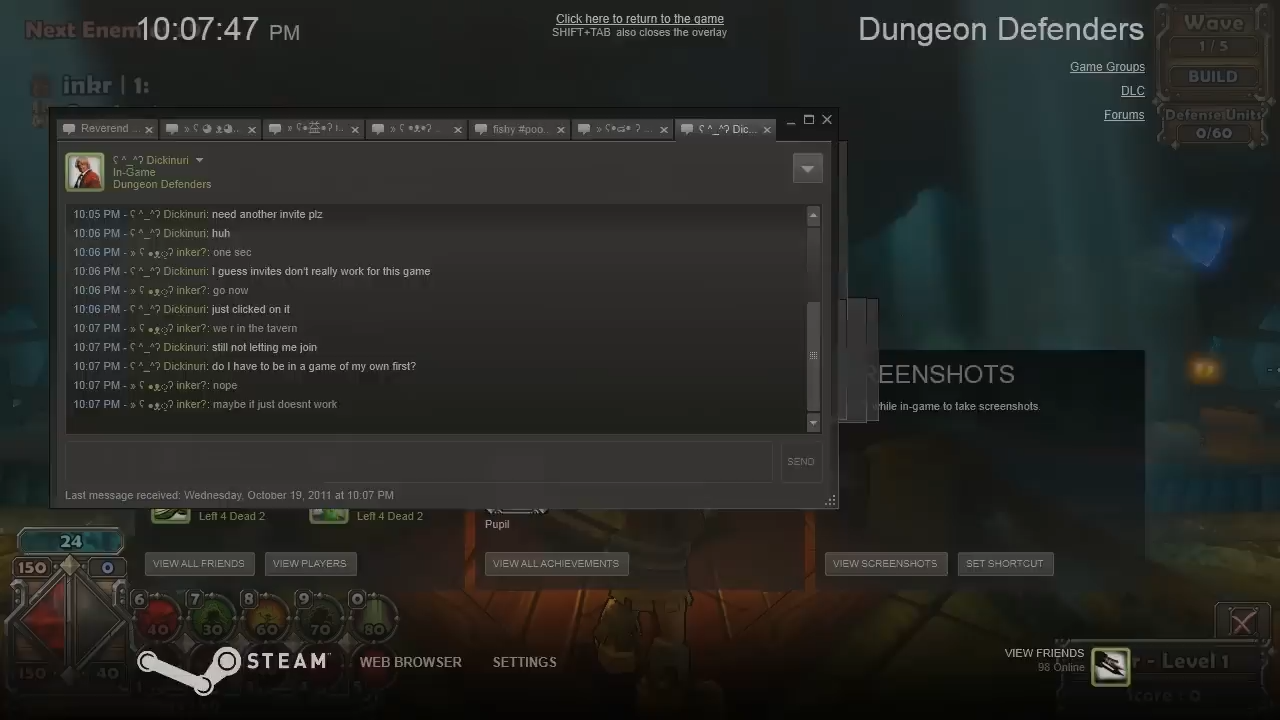 Next Enem
10:07:47 PM
Click here to return to the game
SHIFT+TAB also closes the overlay
Dungeon Defenders
Game Groups
DLC
Forums
Wave
1 / 5
BUILD
Defense Units
0/60
inkr | 1:
Reverend ...
fisby #poo...
ʕ ^_^ʔ Dic...
ʕ ^_^ʔ Dickinuri
In-Game
Dungeon Defenders
10:05 PM - ʕ ^_^ʔ Dickinuri: need another invite plz
10:06 PM - ʕ ^_^ʔ Dickinuri: huh
10:06 PM - » ʕ •ᴥ•ʔ inker?: one sec
10:06 PM - ʕ ^_^ʔ Dickinuri: I guess invites don't really work for this game
10:06 PM - » ʕ •ᴥ•ʔ inker?: go now
10:06 PM - ʕ ^_^ʔ Dickinuri: just clicked on it
10:07 PM - » ʕ •ᴥ•ʔ inker?: we r in the tavern
10:07 PM - ʕ ^_^ʔ Dickinuri: still not letting me join
10:07 PM - ʕ ^_^ʔ Dickinuri: do I have to be in a game of my own first?
10:07 PM - » ʕ •ᴥ•ʔ inker?: nope
10:07 PM - » ʕ •ᴥ•ʔ inker?: maybe it just doesnt work
SEND
Last message received: Wednesday, October 19, 2011 at 10:07 PM
REENSHOTS
while in-game to take screenshots.
Left 4 Dead 2
Left 4 Dead 2
Pupil
VIEW ALL FRIENDS
VIEW PLAYERS
VIEW ALL ACHIEVEMENTS
VIEW SCREENSHOTS
SET SHORTCUT
24
150
0
6
7
8
9
0
40
30
60
70
80
150
40
STEAM
WEB BROWSER
SETTINGS
VIEW FRIENDS
98 Online
r - Level 1
Score : 0